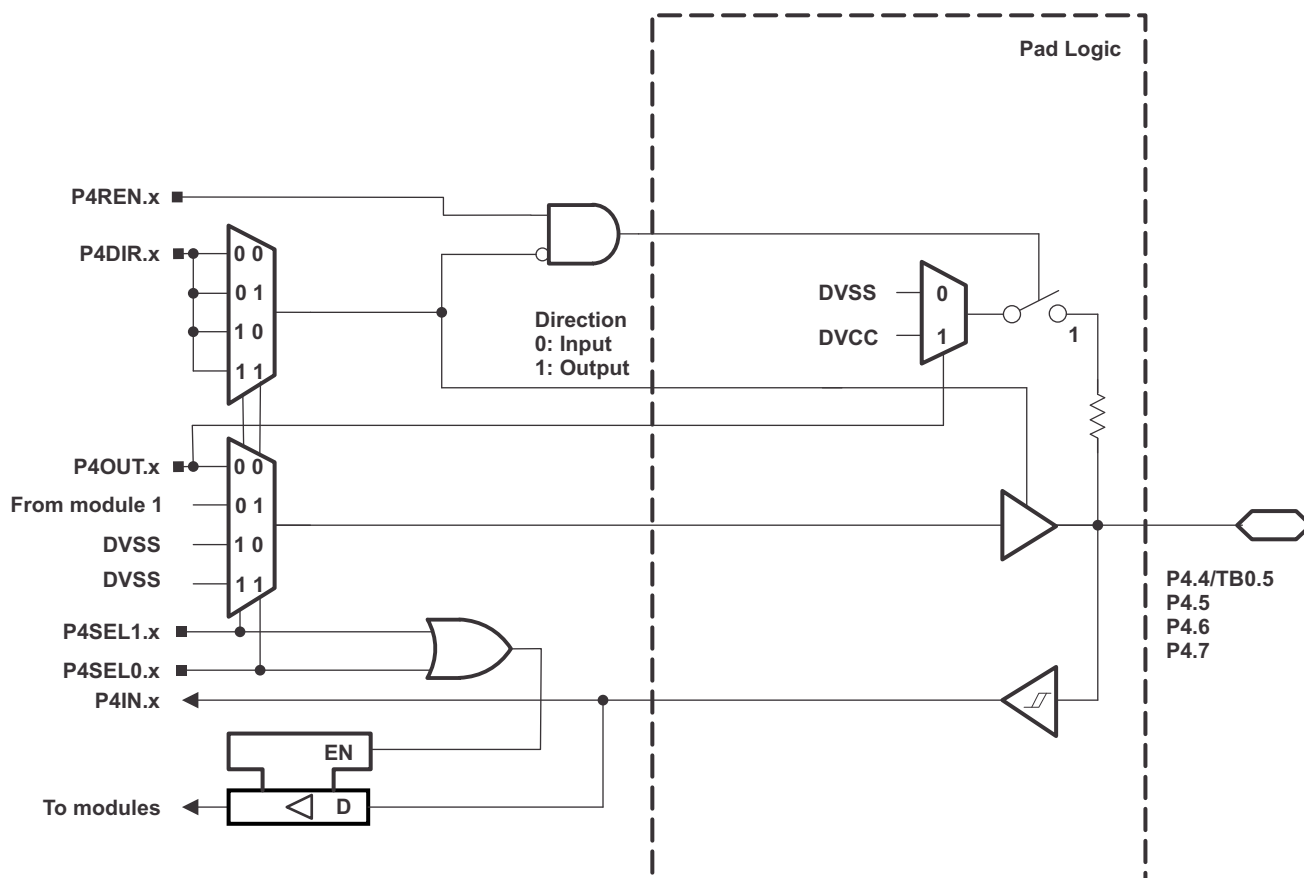 Pad Logic
P4REN.x
P4DIR.x
0 0
0 1
1 0
1 1
Direction
0: Input
1: Output
DVSS
DVCC
0
1
1
P4OUT.x
From module 1
DVSS
DVSS
0 0
0 1
1 0
1 1
P4SEL1.x
P4SEL0.x
P4IN.x
EN
To modules
D
P4.4/TB0.5
P4.5
P4.6
P4.7